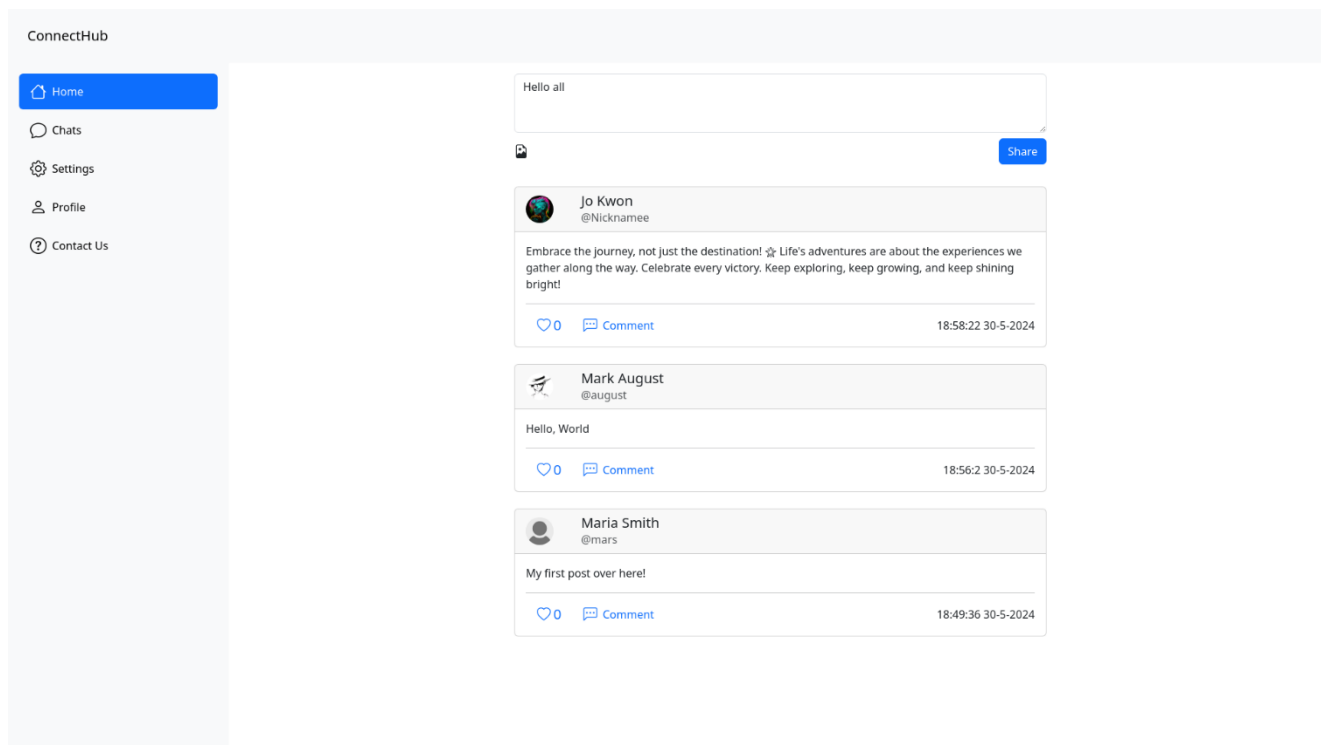 ConnectHub
Home
Chats
Settings
Profile
Contact Us
Hello all
Share
Jo Kwon
@Nicknamee
Embrace the journey, not just the destination! Life's adventures are about the experiences we
gather along the way. Celebrate every victory. Keep exploring, keep growing, and keep shining
bright!
0 Comment 18:58:22 30-5-2024
Mark August
@august
Hello, World
0 Comment 18:56:2 30-5-2024
Maria Smith
@mars
My first post over here!
0 Comment 18:49:36 30-5-2024